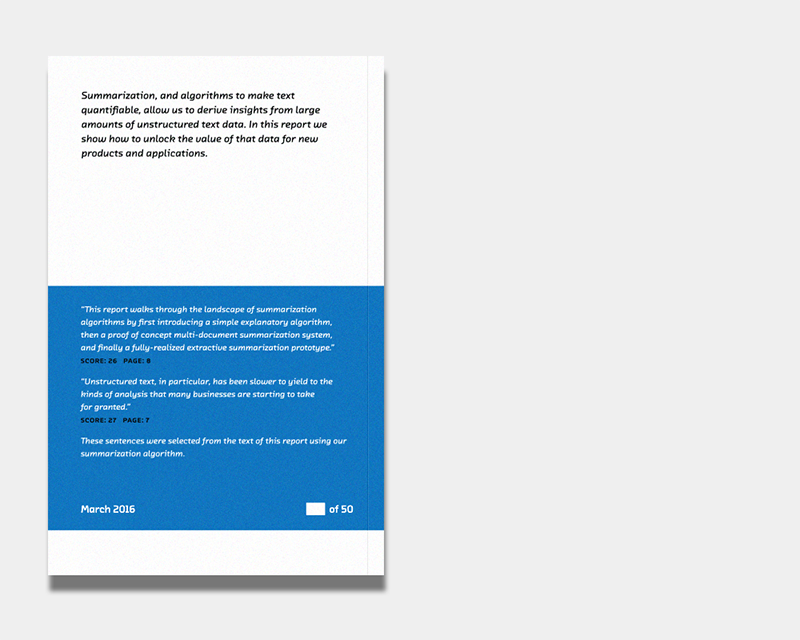 Summarization, and algorithms to make text
quantifiable, allow us to derive insights from large
amounts of unstructured text data. In this report we
show how to unlock the value of that data for new
products and applications.
"This report walks through the landscape of summarization
algorithms by first introducing a simple explanatory algorithm,
then a proof of concept multi-document summarization system,
and finally a fully-realized extractive summarization prototype."
SCORE: 26 PAGE: 8
"Unstructured text, in particular, has been slower to yield to the
kinds of analysis that many businesses are starting to take
for granted."
SCORE: 27 PAGE: 7
These sentences were selected from the text of this report using our
summarization algorithm.
March 2016 of 50